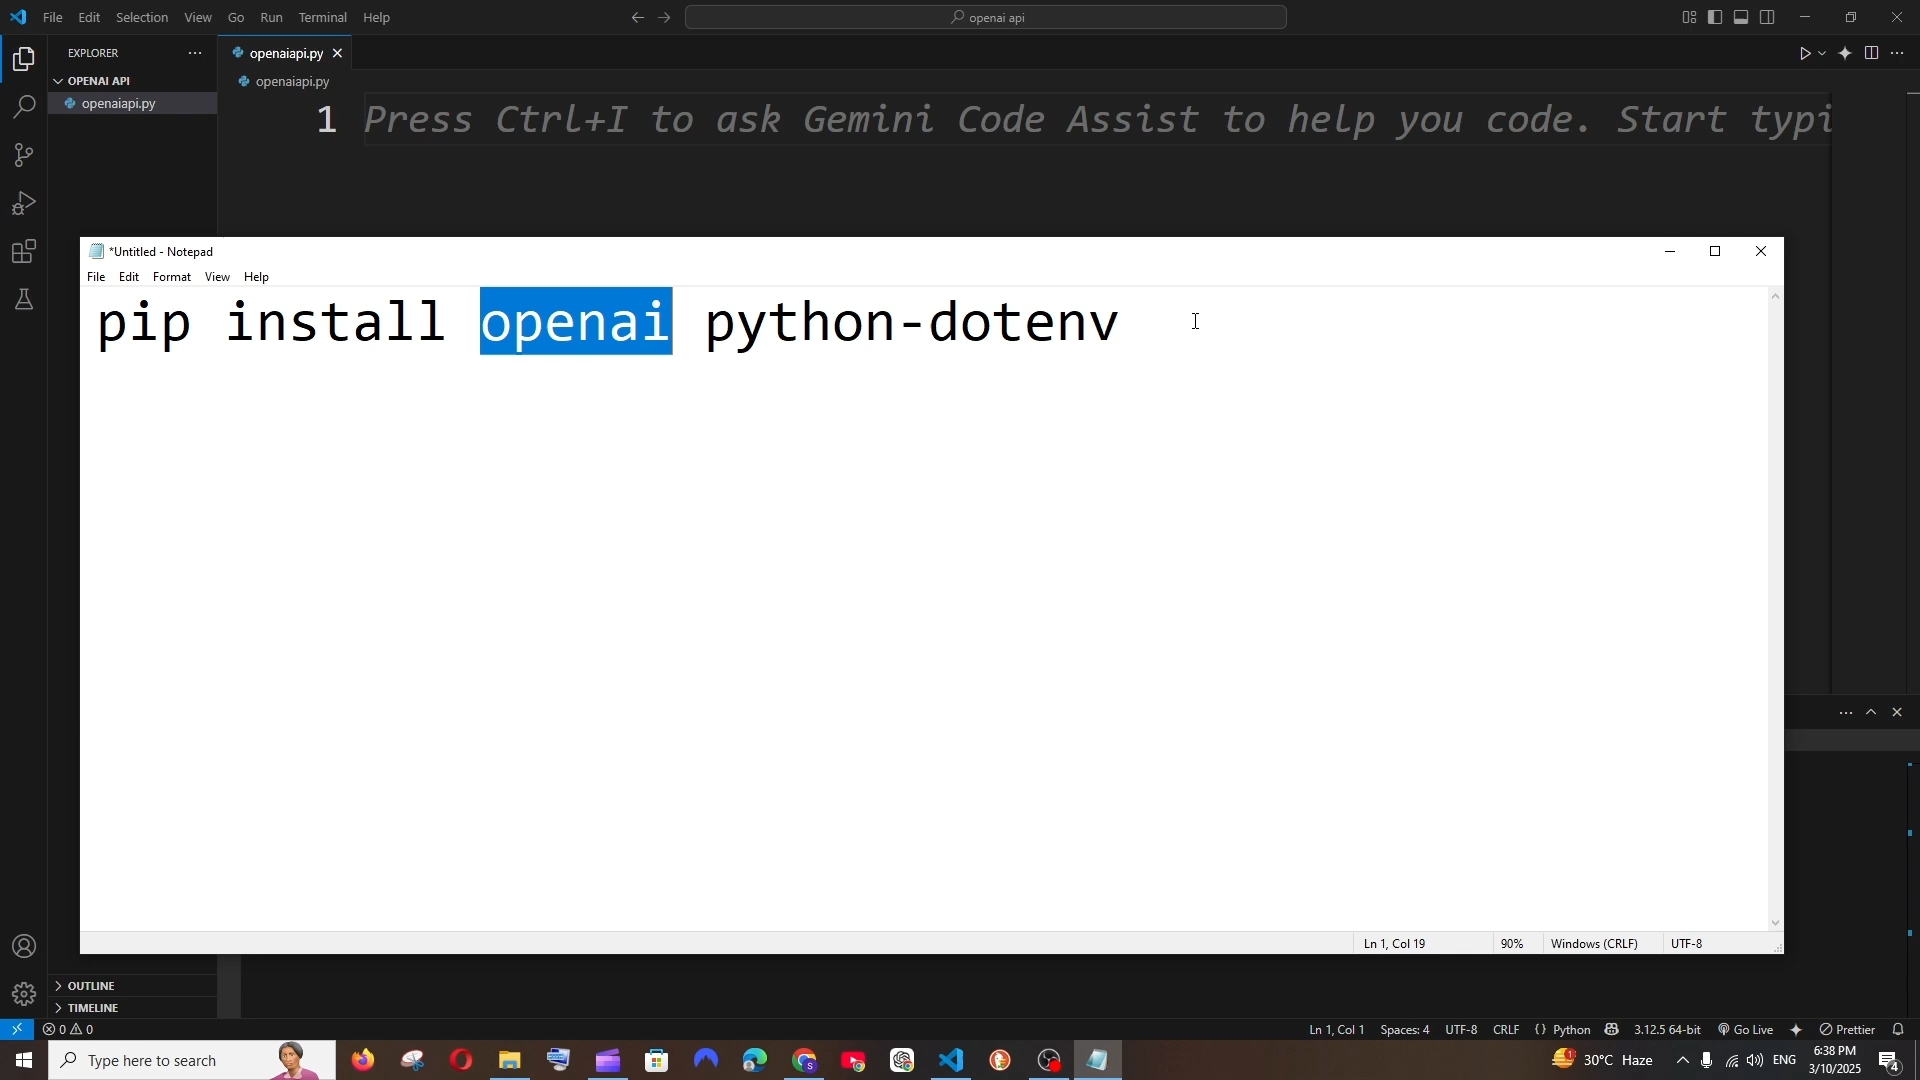 File Edit Selection View Go Run Terminal Help
openai api
EXPLORER
OPENAI API
openaiapi.py
openaiapi.py
openaiapi.py
1 Press Ctrl+I to ask Gemini Code Assist to help you code. Start typi
*Untitled - Notepad
File Edit Format View Help
pip install openai python-dotenv
Ln 1, Col 19 90% Windows (CRLF) UTF-8
OUTLINE
TIMELINE
0 0
Ln 1, Col 1 Spaces: 4 UTF-8 CRLF {} Python 3.12.5 64-bit Go Live Prettier
Type here to search
1 30°C Haze
ENG
6:38 PM
3/10/2025
4